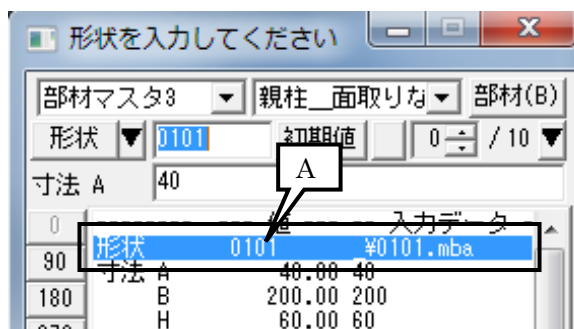 形状を入力してください
部材マスタ3 親柱__面取りな 部材(B)
形状 0101 初期値 0 / 10
A
寸法 A 40
0 値 入力データ
形状 0101 ¥0101.mba
90 寸法 A 40.00 40
180 B 200.00 200
H 60.00 60